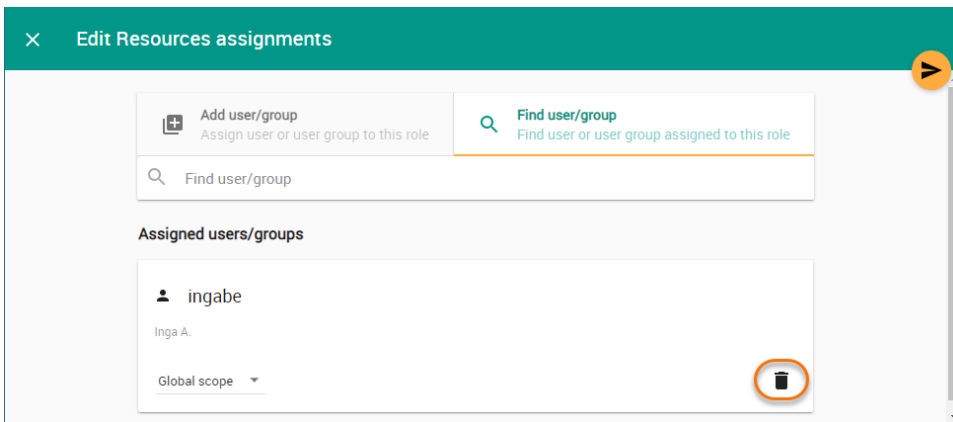 Edit Resources assignments
Add user/group
Assign user or user group to this role
Find user/group
Find user or user group assigned to this role
Find user/group
Assigned users/groups
ingabe
Inga A.
Global scope